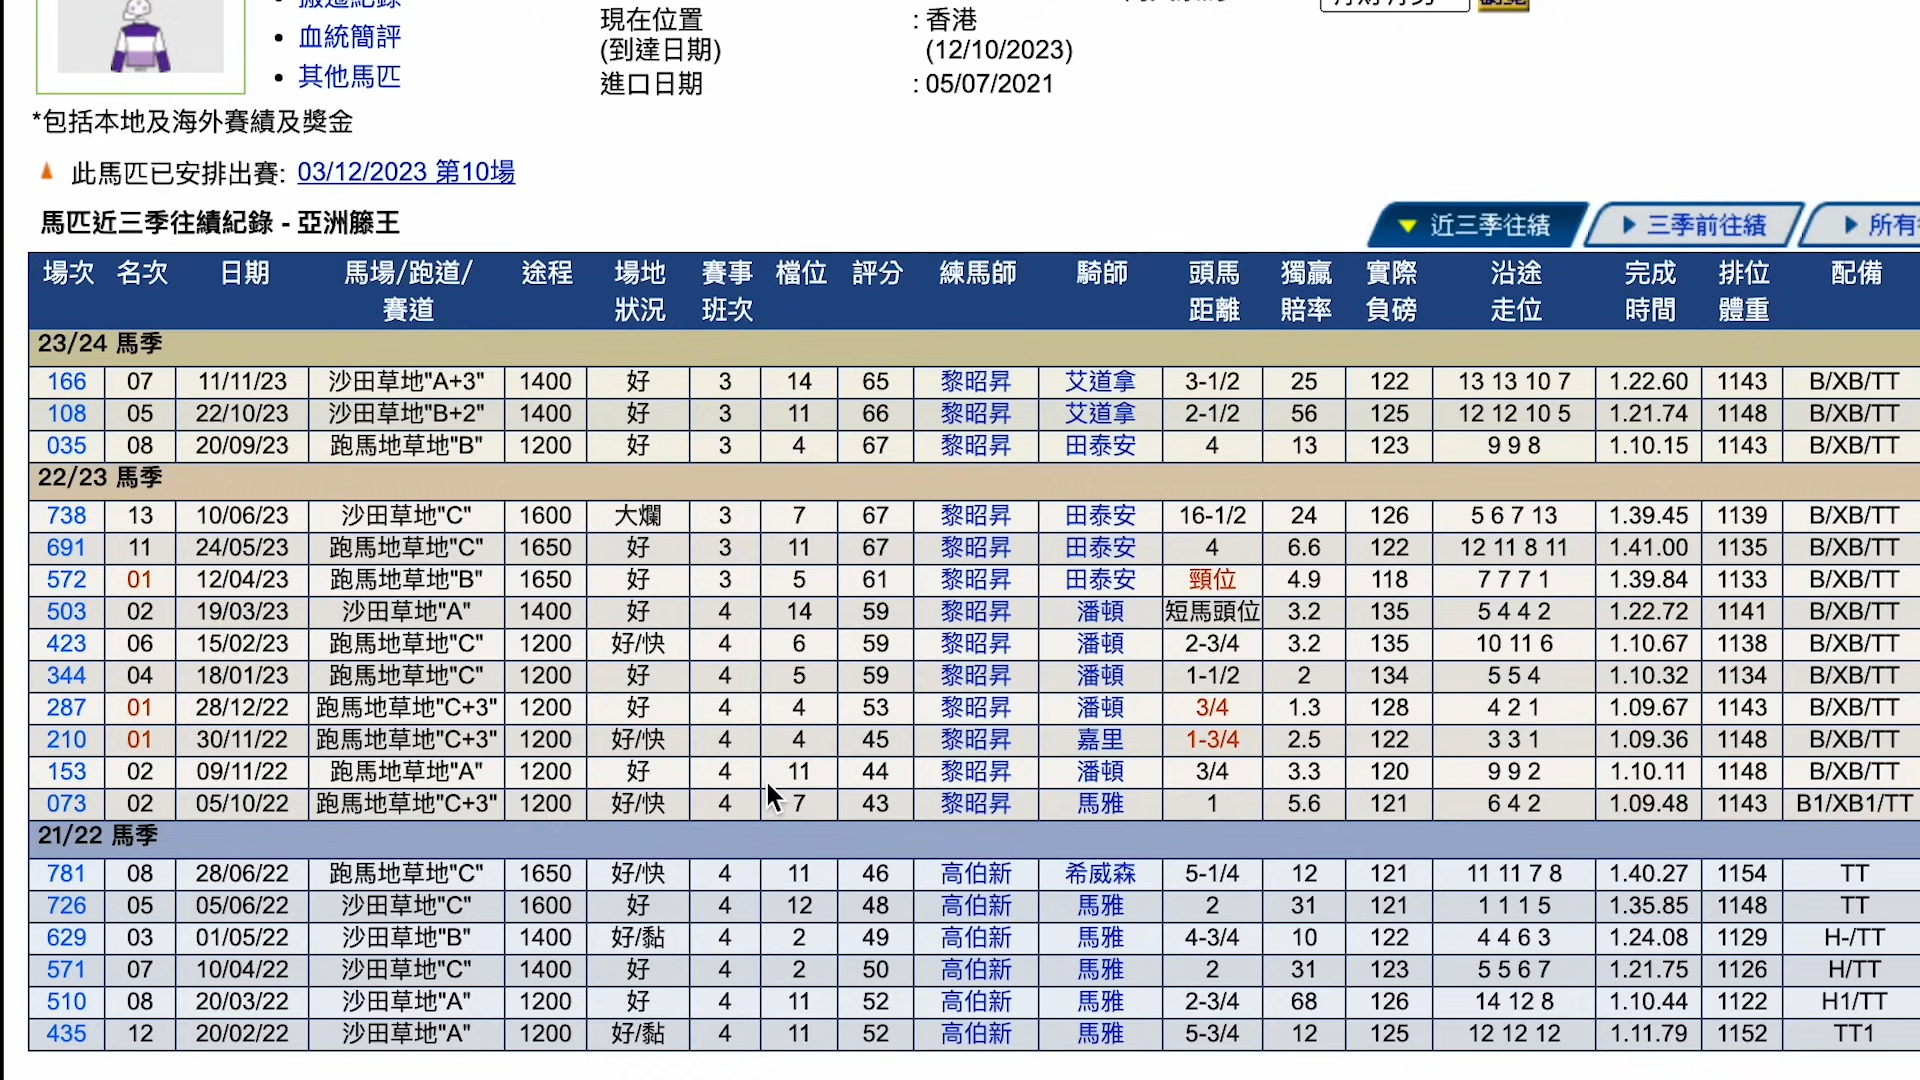 • 血統簡評
• 其他馬匹
現在位置 : 香港
(到達日期) (12/10/2023)
進口日期 : 05/07/2021
*包括本地及海外賽績及獎金
此馬匹已安排出賽: 03/12/2023 第10場
馬匹近三季往績紀錄 - 亞洲籐王
近三季往績 三季前往績 所有
場次 名次 日期 馬場/跑道/賽道 途程 場地狀況 賽事班次 檔位 評分 練馬師 騎師 頭馬距離 獨贏賠率 實際負磅 沿途走位 完成時間 排位體重 配備
23/24 馬季
166 07 11/11/23 沙田草地"A+3" 1400 好 3 14 65 黎昭昇 艾道拿 3-1/2 25 122 13 13 10 7 1.22.60 1143 B/XB/TT
108 05 22/10/23 沙田草地"B+2" 1400 好 3 11 66 黎昭昇 艾道拿 2-1/2 56 125 12 12 10 5 1.21.74 1148 B/XB/TT
035 08 20/09/23 跑馬地草地"B" 1200 好 3 4 67 黎昭昇 田泰安 4 13 123 9 9 8 1.10.15 1143 B/XB/TT
22/23 馬季
738 13 10/06/23 沙田草地"C" 1600 大爛 3 7 67 黎昭昇 田泰安 16-1/2 24 126 5 6 7 13 1.39.45 1139 B/XB/TT
691 11 24/05/23 跑馬地草地"C" 1650 好 3 11 67 黎昭昇 田泰安 4 6.6 122 12 11 8 11 1.41.00 1135 B/XB/TT
572 01 12/04/23 跑馬地草地"B" 1650 好 3 5 61 黎昭昇 田泰安 頸位 4.9 118 7 7 7 1 1.39.84 1133 B/XB/TT
503 02 19/03/23 沙田草地"A" 1400 好 4 14 59 黎昭昇 潘頓 短馬頭位 3.2 135 5 4 4 2 1.22.72 1141 B/XB/TT
423 06 15/02/23 跑馬地草地"C" 1200 好/快 4 6 59 黎昭昇 潘頓 2-3/4 3.2 135 10 11 6 1.10.67 1138 B/XB/TT
344 04 18/01/23 跑馬地草地"C" 1200 好 4 5 59 黎昭昇 潘頓 1-1/2 2 134 5 5 4 1.10.32 1134 B/XB/TT
287 01 28/12/22 跑馬地草地"C+3" 1200 好 4 4 53 黎昭昇 潘頓 3/4 1.3 128 4 2 1 1.09.67 1143 B/XB/TT
210 01 30/11/22 跑馬地草地"C+3" 1200 好/快 4 4 45 黎昭昇 嘉里 1-3/4 2.5 122 3 3 1 1.09.36 1148 B/XB/TT
153 02 09/11/22 跑馬地草地"A" 1200 好 4 11 44 黎昭昇 潘頓 3/4 3.3 120 9 9 2 1.10.11 1148 B/XB/TT
073 02 05/10/22 跑馬地草地"C+3" 1200 好/快 4 7 43 黎昭昇 馬雅 1 5.6 121 6 4 2 1.09.48 1143 B1/XB1/TT
21/22 馬季
781 08 28/06/22 跑馬地草地"C" 1650 好/快 4 11 46 高伯新 希威森 5-1/4 12 121 11 11 7 8 1.40.27 1154 TT
726 05 05/06/22 沙田草地"C" 1600 好 4 12 48 高伯新 馬雅 2 31 121 1 1 1 5 1.35.85 1148 TT
629 03 01/05/22 沙田草地"B" 1400 好/黏 4 2 49 高伯新 馬雅 4-3/4 10 122 4 4 6 3 1.24.08 1129 H-/TT
571 07 10/04/22 沙田草地"C" 1400 好 4 2 50 高伯新 馬雅 2 31 123 5 5 6 7 1.21.75 1126 H/TT
510 08 20/03/22 沙田草地"A" 1200 好 4 11 52 高伯新 馬雅 2-3/4 68 126 14 12 8 1.10.44 1122 H1/TT
435 12 20/02/22 沙田草地"A" 1200 好/黏 4 11 52 高伯新 馬雅 5-3/4 12 125 12 12 12 1.11.79 1152 TT1